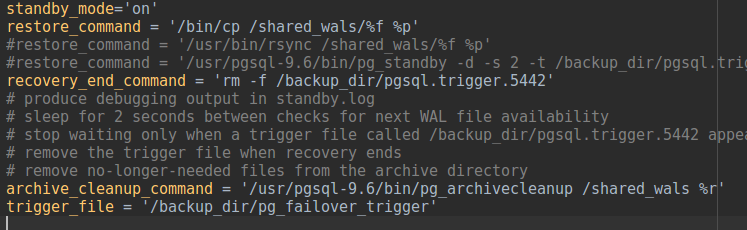 standby_mode='on'
restore_command = '/bin/cp /shared_wals/%f %p'
#restore_command = '/usr/bin/rsync /shared_wals/%f %p'
#restore_command = '/usr/pgsql-9.6/bin/pg_standby -d -s 2 -t /backup_dir/pgsql.trig
recovery_end_command = 'rm -f /backup_dir/pgsql.trigger.5442'
# produce debugging output in standby.log
# sleep for 2 seconds between checks for next WAL file availability
# stop waiting only when a trigger file called /backup_dir/pgsql.trigger.5442 appea
# remove the trigger file when recovery ends
# remove no-longer-needed files from the archive directory
archive_cleanup_command = '/usr/pgsql-9.6/bin/pg_archivecleanup /shared_wals %r'
trigger_file = '/backup_dir/pg_failover_trigger'